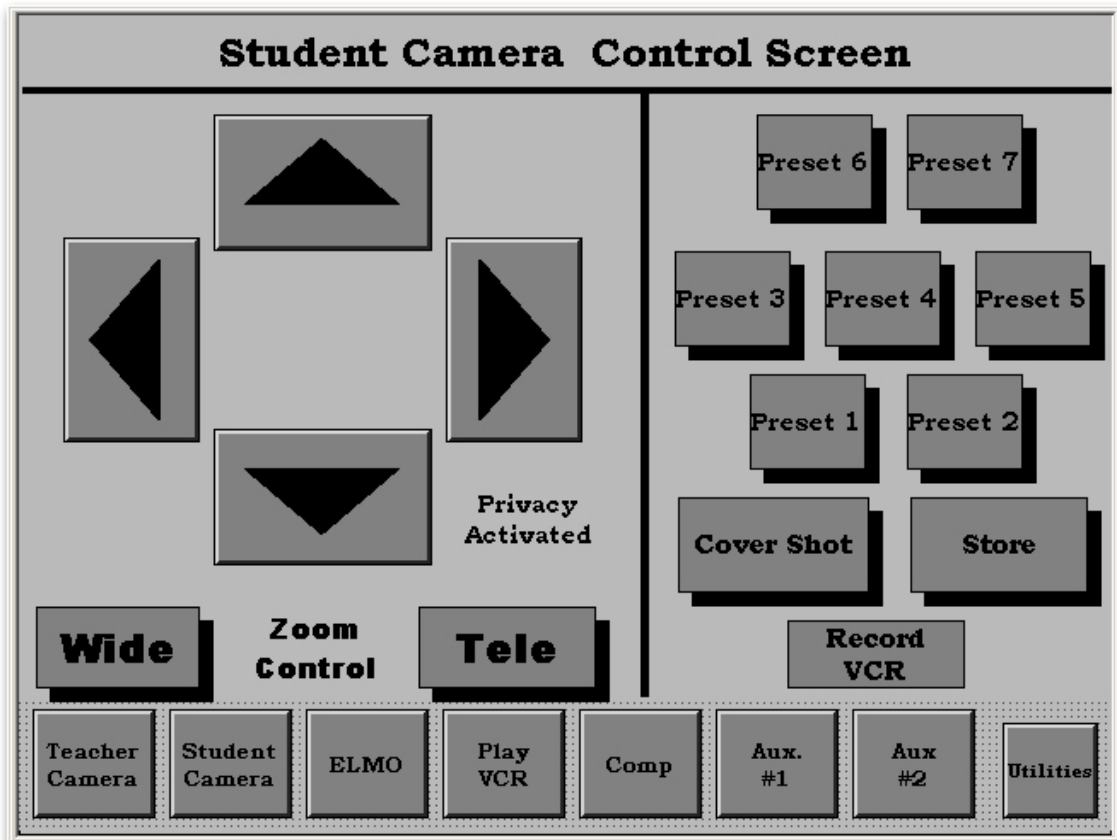 Student Camera  Control Screen
Preset 6
Preset 7
Preset 3
Preset 4
Preset 5
Preset 1
Preset 2
Privacy
Activated
Cover Shot
Store
Wide
Zoom
Control
Tele
Record
VCR
Teacher
Camera
Student
Camera
ELMO
Play
VCR
Comp
Aux.
#1
Aux
#2
Utilities